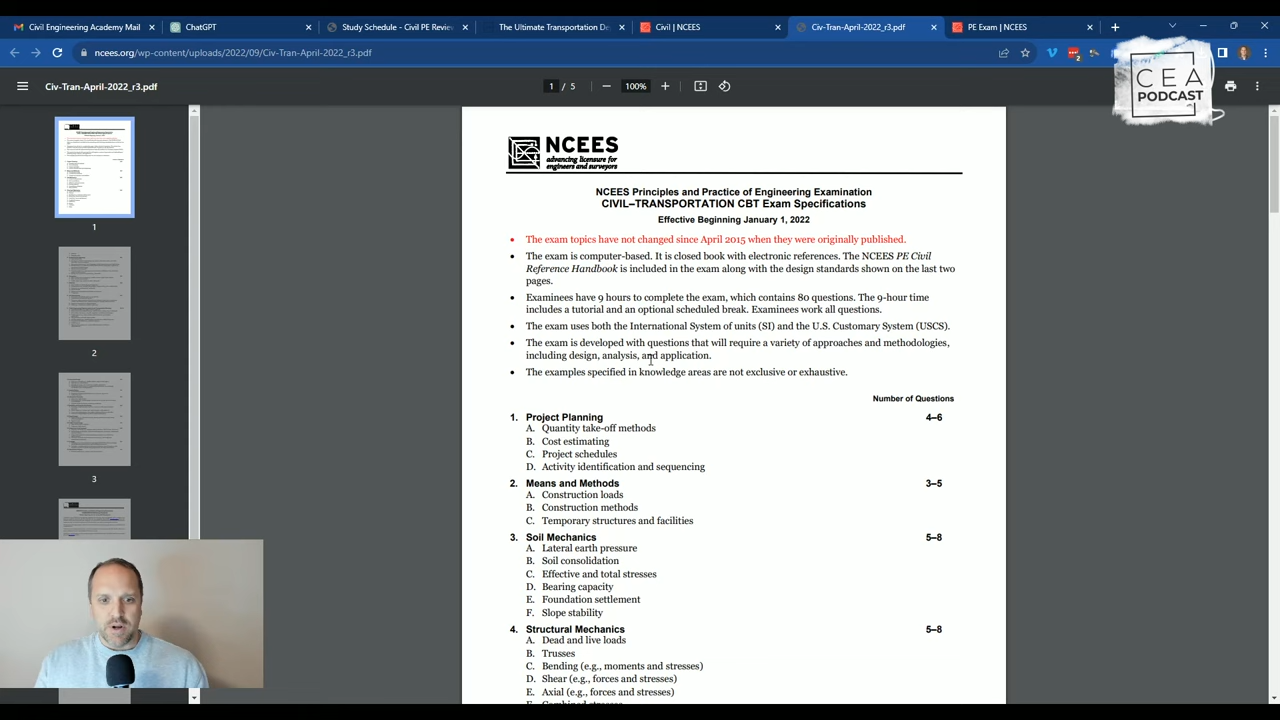 Civil Engineering Academy Mail
ChatGPT
Study Schedule - Civil PE Review
The Ultimate Transportation De
Civil | NCEES
Civ-Tran-April-2022_r3.pdf
PE Exam | NCEES
ncees.org/wp-content/uploads/2022/09/Civ-Tran-April-2022_r3.pdf
2
CEA
PODCAST
Civ-Tran-April-2022_r3.pdf
1 / 5
100%
1
2
3
NCEES
advancing licensure for
engineers and surveyors
NCEES Principles and Practice of Engineering Examination
CIVIL–TRANSPORTATION CBT Exam Specifications
Effective Beginning January 1, 2022
• The exam topics have not changed since April 2015 when they were originally published.
• The exam is computer-based. It is closed book with electronic references. The NCEES PE Civil
Reference Handbook is included in the exam along with the design standards shown on the last two
pages.
• Examinees have 9 hours to complete the exam, which contains 80 questions. The 9-hour time
includes a tutorial and an optional scheduled break. Examinees work all questions.
• The exam uses both the International System of units (SI) and the U.S. Customary System (USCS).
• The exam is developed with questions that will require a variety of approaches and methodologies,
including design, analysis, and application.
• The examples specified in knowledge areas are not exclusive or exhaustive.
Number of Questions
1. Project Planning 4–6
A. Quantity take-off methods
B. Cost estimating
C. Project schedules
D. Activity identification and sequencing
2. Means and Methods 3–5
A. Construction loads
B. Construction methods
C. Temporary structures and facilities
3. Soil Mechanics 5–8
A. Lateral earth pressure
B. Soil consolidation
C. Effective and total stresses
D. Bearing capacity
E. Foundation settlement
F. Slope stability
4. Structural Mechanics 5–8
A. Dead and live loads
B. Trusses
C. Bending (e.g., moments and stresses)
D. Shear (e.g., forces and stresses)
E. Axial (e.g., forces and stresses)